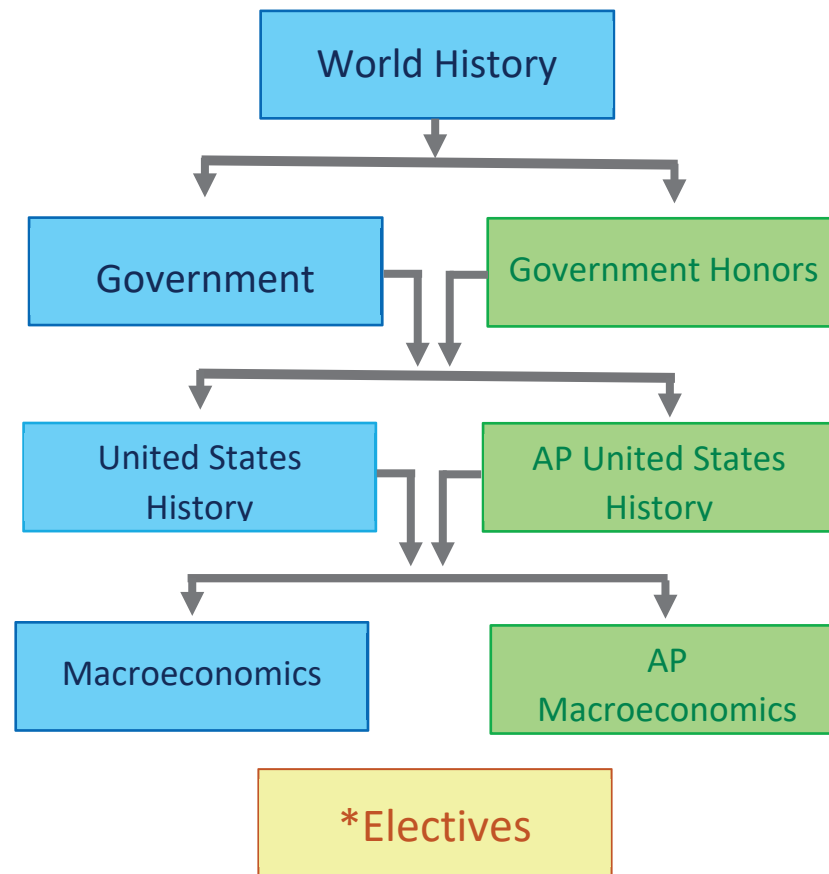 World History
Government
Government Honors
United States
History
AP United States
History
Macroeconomics
AP
Macroeconomics
*Electives